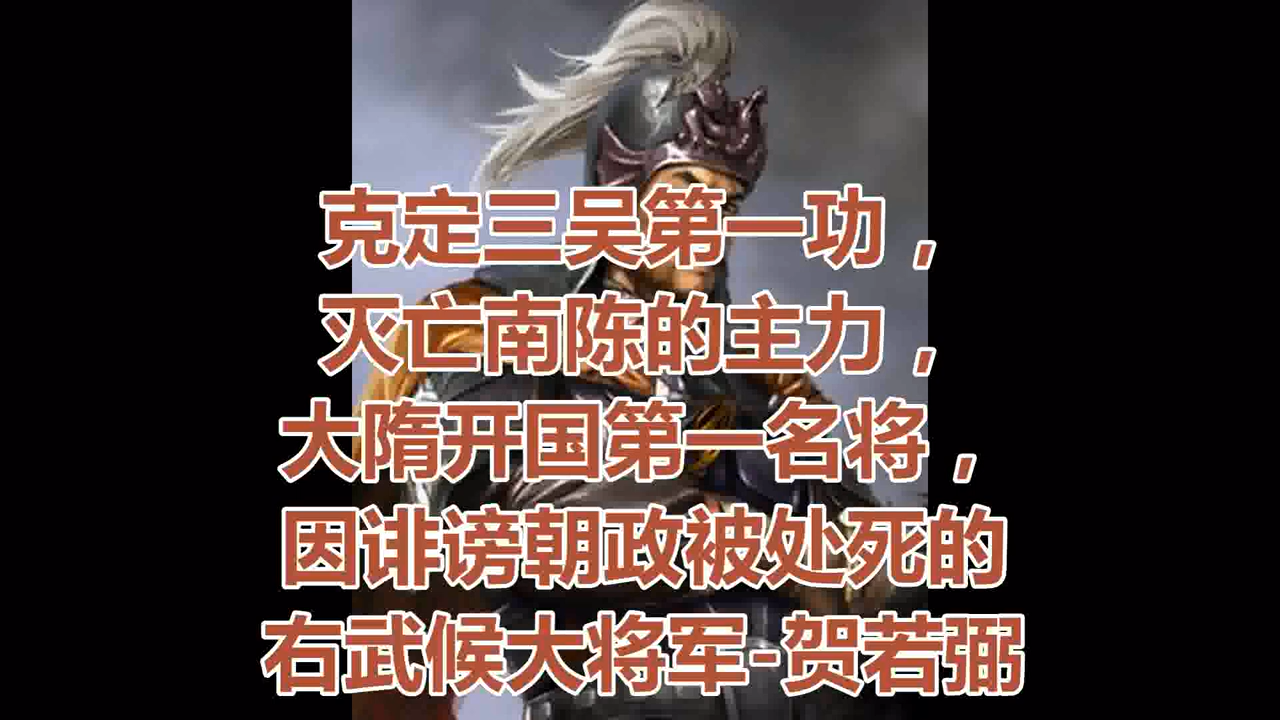 克定三吴第一功，
灭亡南陈的主力，
大隋开国第一名将，
因诽谤朝政被处死的
右武候大将军-贺若弼